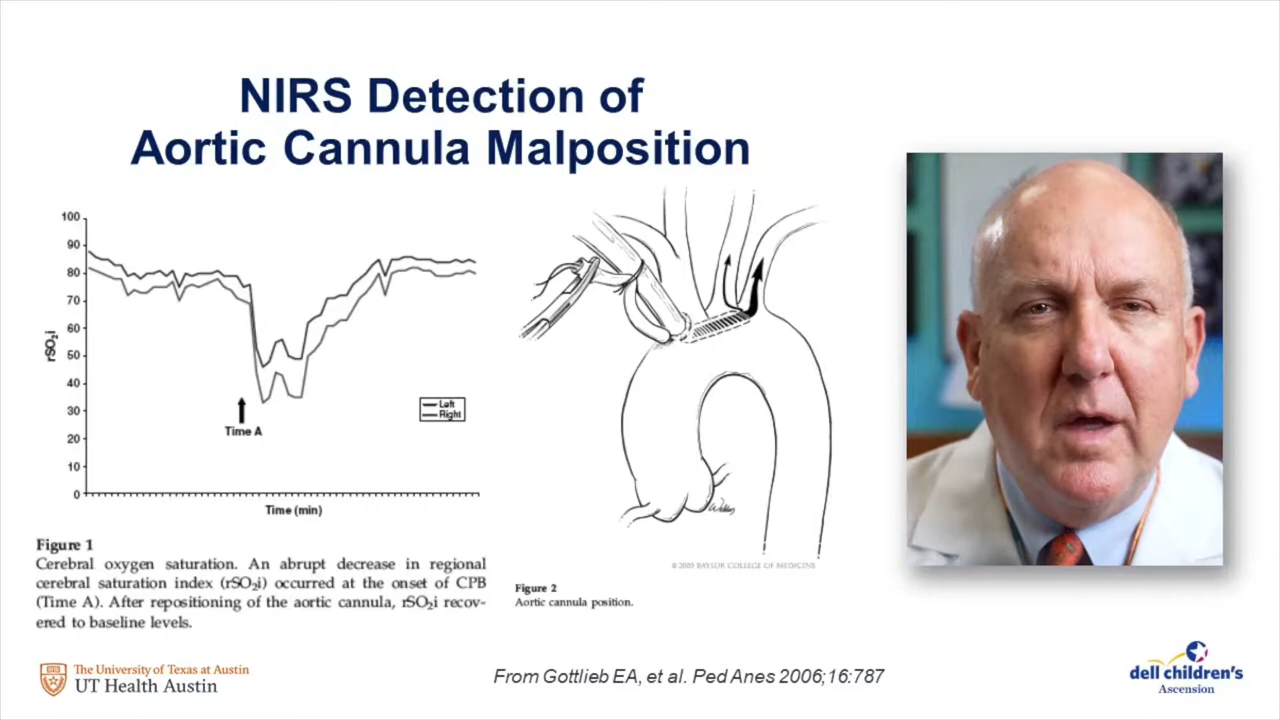 NIRS Detection of
Aortic Cannula Malposition
100
90
80
70
60
50
40
30
20
10
0
rSO₂i
Time A
Left
Right
Time (min)
Figure 1
Cerebral oxygen saturation. An abrupt decrease in regional
cerebral saturation index (rSO₂i) occurred at the onset of CPB
(Time A). After repositioning of the aortic cannula, rSO₂i recov-
ered to baseline levels.
© 2005 BAYLOR COLLEGE OF MEDICINE
Figure 2
Aortic cannula position.
The University of Texas at Austin
UT Health Austin
From Gottlieb EA, et al. Ped Anes 2006;16:787
dell children's
Ascension